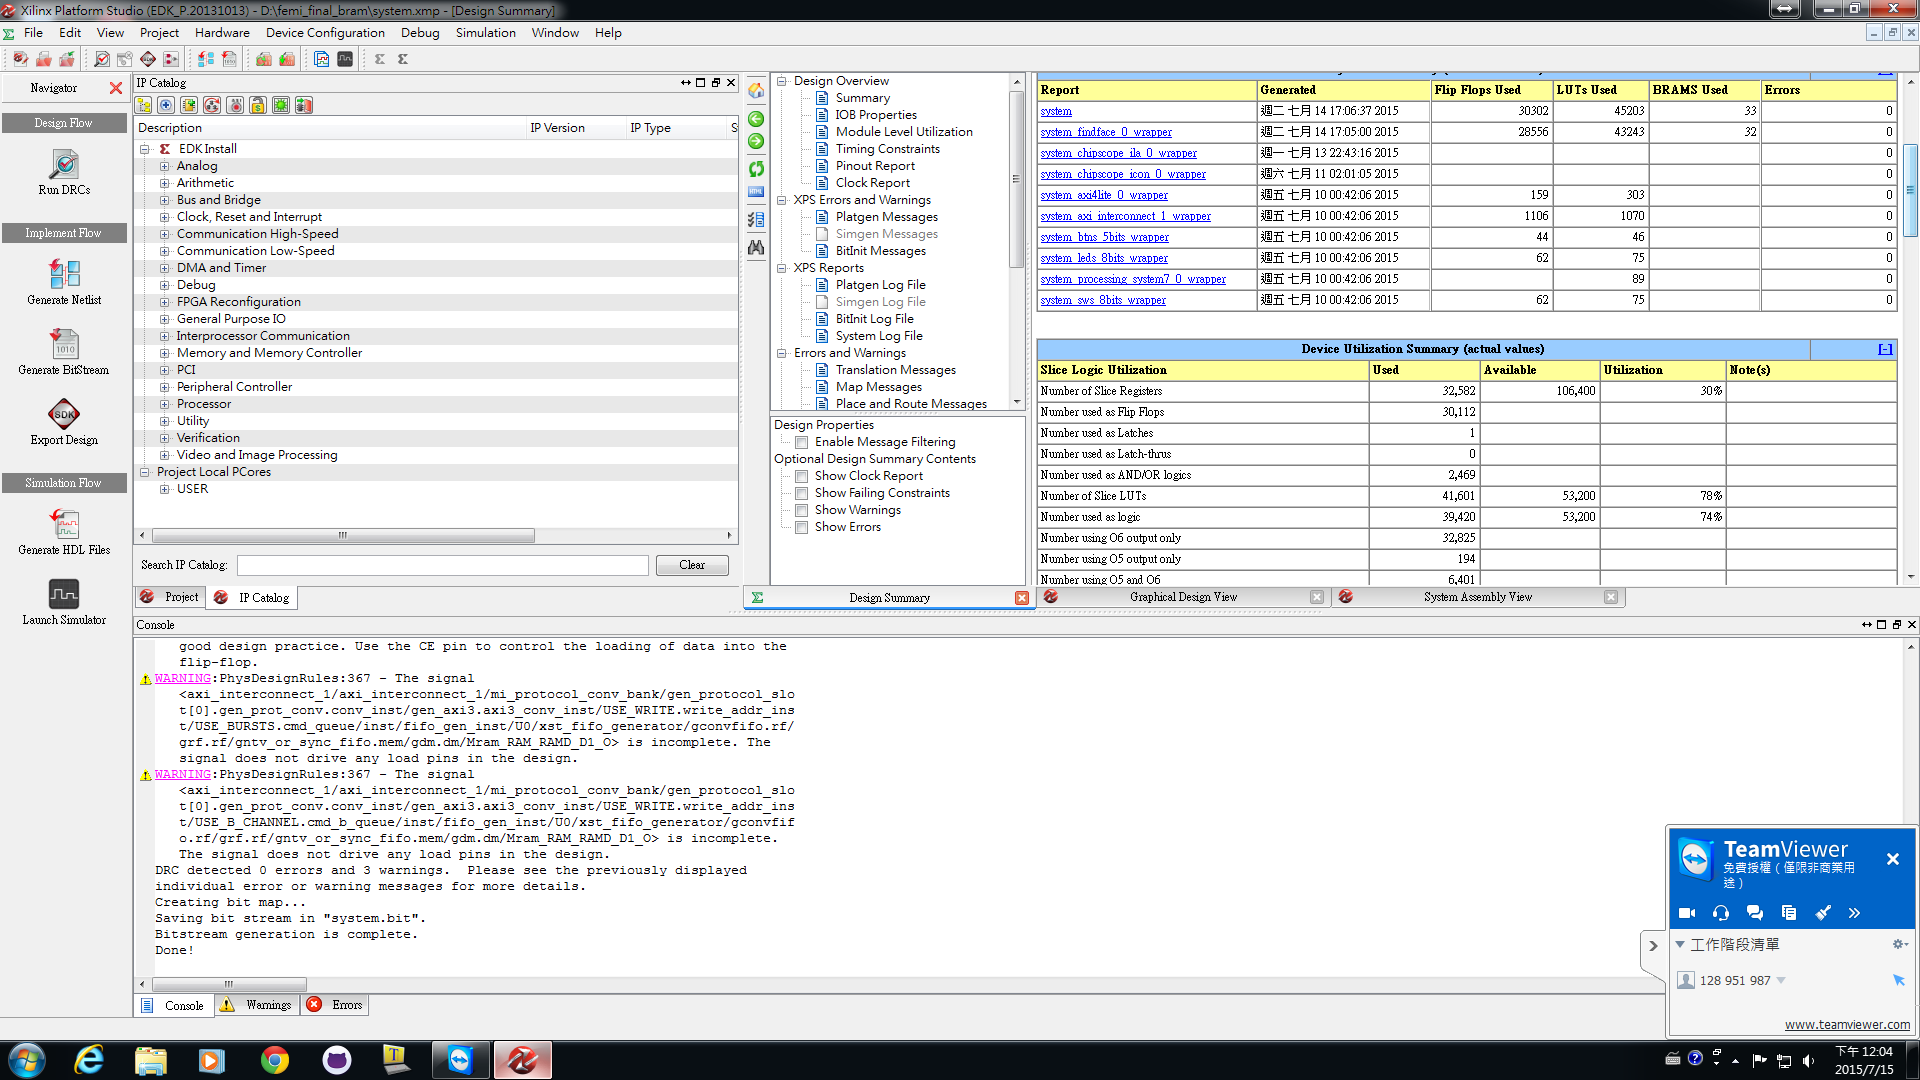 Xilinx Platform Studio (EDK_P.20131013) - D:\femi_final_bram\system.xmp - [Design Summary]
File Edit View Project Hardware Device Configuration Debug Simulation Window Help
Navigator
Design Flow
Run DRCs
Implement Flow
Generate Netlist
Generate BitStream
SDK
Export Design
Simulation Flow
Generate HDL Files
Launch Simulator
IP Catalog
Description IP Version IP Type S
EDK Install
Analog
Arithmetic
Bus and Bridge
Clock, Reset and Interrupt
Communication High-Speed
Communication Low-Speed
DMA and Timer
Debug
FPGA Reconfiguration
General Purpose IO
Interprocessor Communication
Memory and Memory Controller
PCI
Peripheral Controller
Processor
Utility
Verification
Video and Image Processing
Project Local PCores
USER
Search IP Catalog: Clear
Project IP Catalog
Design Overview
Summary
IOB Properties
Module Level Utilization
Timing Constraints
Pinout Report
Clock Report
XPS Errors and Warnings
Platgen Messages
Simgen Messages
BitInit Messages
XPS Reports
Platgen Log File
Simgen Log File
BitInit Log File
System Log File
Errors and Warnings
Translation Messages
Map Messages
Place and Route Messages
Design Properties
Enable Message Filtering
Optional Design Summary Contents
Show Clock Report
Show Failing Constraints
Show Warnings
Show Errors
Report Generated Flip Flops Used LUTs Used BRAMS Used Errors
system 週二 七月 14 17:06:37 2015 30302 45203 33 0
system_findface_0_wrapper 週二 七月 14 17:05:00 2015 28556 43243 32 0
system_chipscope_ila_0_wrapper 週一 七月 13 22:43:16 2015 0
system_chipscope_icon_0_wrapper 週六 七月 11 02:01:05 2015 0
system_axi4lite_0_wrapper 週五 七月 10 00:42:06 2015 159 303 0
system_axi_interconnect_1_wrapper 週五 七月 10 00:42:06 2015 1106 1070 0
system_btns_5bits_wrapper 週五 七月 10 00:42:06 2015 44 46 0
system_leds_8bits_wrapper 週五 七月 10 00:42:06 2015 62 75 0
system_processing_system7_0_wrapper 週五 七月 10 00:42:06 2015 89 0
system_sws_8bits_wrapper 週五 七月 10 00:42:06 2015 62 75 0
Device Utilization Summary (actual values) [-]
Slice Logic Utilization Used Available Utilization Note(s)
Number of Slice Registers 32,582 106,400 30%
Number used as Flip Flops 30,112
Number used as Latches 1
Number used as Latch-thrus 0
Number used as AND/OR logics 2,469
Number of Slice LUTs 41,601 53,200 78%
Number used as logic 39,420 53,200 74%
Number using O6 output only 32,825
Number using O5 output only 194
Number using O5 and O6 6,401
Design Summary Graphical Design View System Assembly View
Console
good design practice. Use the CE pin to control the loading of data into the
flip-flop.
WARNING:PhysDesignRules:367 - The signal
<axi_interconnect_1/axi_interconnect_1/mi_protocol_conv_bank/gen_protocol_slo
t[0].gen_prot_conv.conv_inst/gen_axi3.axi3_conv_inst/USE_WRITE.write_addr_ins
t/USE_BURSTS.cmd_queue/inst/fifo_gen_inst/U0/xst_fifo_generator/gconvfifo.rf/
grf.rf/gntv_or_sync_fifo.mem/gdm.dm/Mram_RAM_RAMD_D1_O> is incomplete. The
signal does not drive any load pins in the design.
WARNING:PhysDesignRules:367 - The signal
<axi_interconnect_1/axi_interconnect_1/mi_protocol_conv_bank/gen_protocol_slo
t[0].gen_prot_conv.conv_inst/gen_axi3.axi3_conv_inst/USE_WRITE.write_addr_ins
t/USE_B_CHANNEL.cmd_b_queue/inst/fifo_gen_inst/U0/xst_fifo_generator/gconvfif
o.rf/grf.rf/gntv_or_sync_fifo.mem/gdm.dm/Mram_RAM_RAMD_D1_O> is incomplete.
The signal does not drive any load pins in the design.
DRC detected 0 errors and 3 warnings.  Please see the previously displayed
individual error or warning messages for more details.
Creating bit map...
Saving bit stream in "system.bit".
Bitstream generation is complete.
Done!
Console Warnings Errors
TeamViewer
免費授權（僅限非商業用
途）
工作階段清單
128 951 987
www.teamviewer.com
下午 12:04
2015/7/15